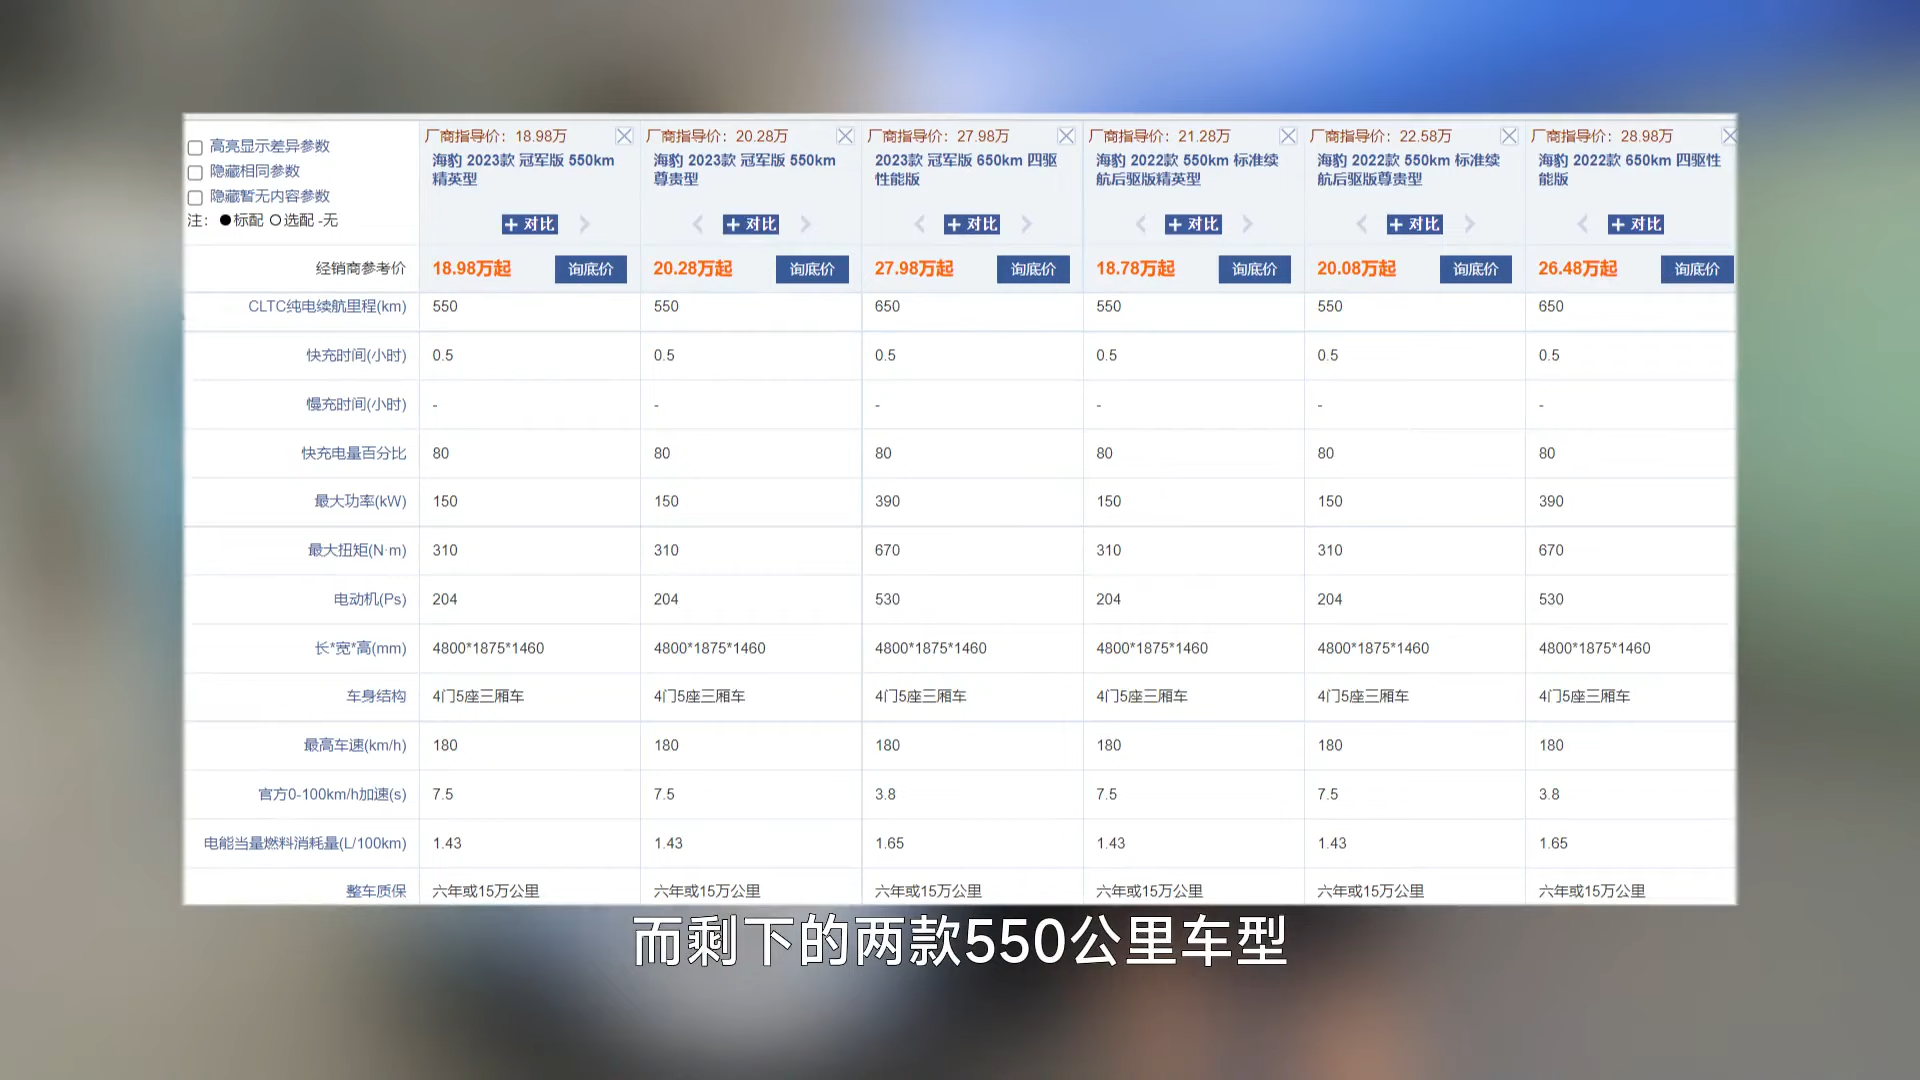 高亮显示差异参数
隐藏相同参数
隐藏暂无内容参数
注： ●标配 O选配 -无
厂商指导价：18.98万
海豹 2023款 冠军版 550km
精英型
+ 对比
厂商指导价：20.28万
海豹 2023款 冠军版 550km
尊贵型
+ 对比
厂商指导价：27.98万
2023款 冠军版 650km 四驱
性能版
+ 对比
厂商指导价：21.28万
海豹 2022款 550km 标准续
航后驱版精英型
+ 对比
厂商指导价：22.58万
海豹 2022款 550km 标准续
航后驱版尊贵型
+ 对比
厂商指导价：28.98万
海豹 2022款 650km 四驱性
能版
+ 对比
经销商参考价 18.98万起 询底价 20.28万起 询底价 27.98万起 询底价 18.78万起 询底价 20.08万起 询底价 26.48万起 询底价
CLTC纯电续航里程(km) 550 550 650 550 550 650
快充时间(小时) 0.5 0.5 0.5 0.5 0.5 0.5
慢充时间(小时) - - - - - -
快充电量百分比 80 80 80 80 80 80
最大功率(kW) 150 150 390 150 150 390
最大扭矩(N·m) 310 310 670 310 310 670
电动机(Ps) 204 204 530 204 204 530
长*宽*高(mm) 4800*1875*1460 4800*1875*1460 4800*1875*1460 4800*1875*1460 4800*1875*1460 4800*1875*1460
车身结构 4门5座三厢车 4门5座三厢车 4门5座三厢车 4门5座三厢车 4门5座三厢车 4门5座三厢车
最高车速(km/h) 180 180 180 180 180 180
官方0-100km/h加速(s) 7.5 7.5 3.8 7.5 7.5 3.8
电能当量燃料消耗量(L/100km) 1.43 1.43 1.65 1.43 1.43 1.65
整车质保 六年或15万公里 六年或15万公里 六年或15万公里 六年或15万公里 六年或15万公里 六年或15万公里
而剩下的两款550公里车型